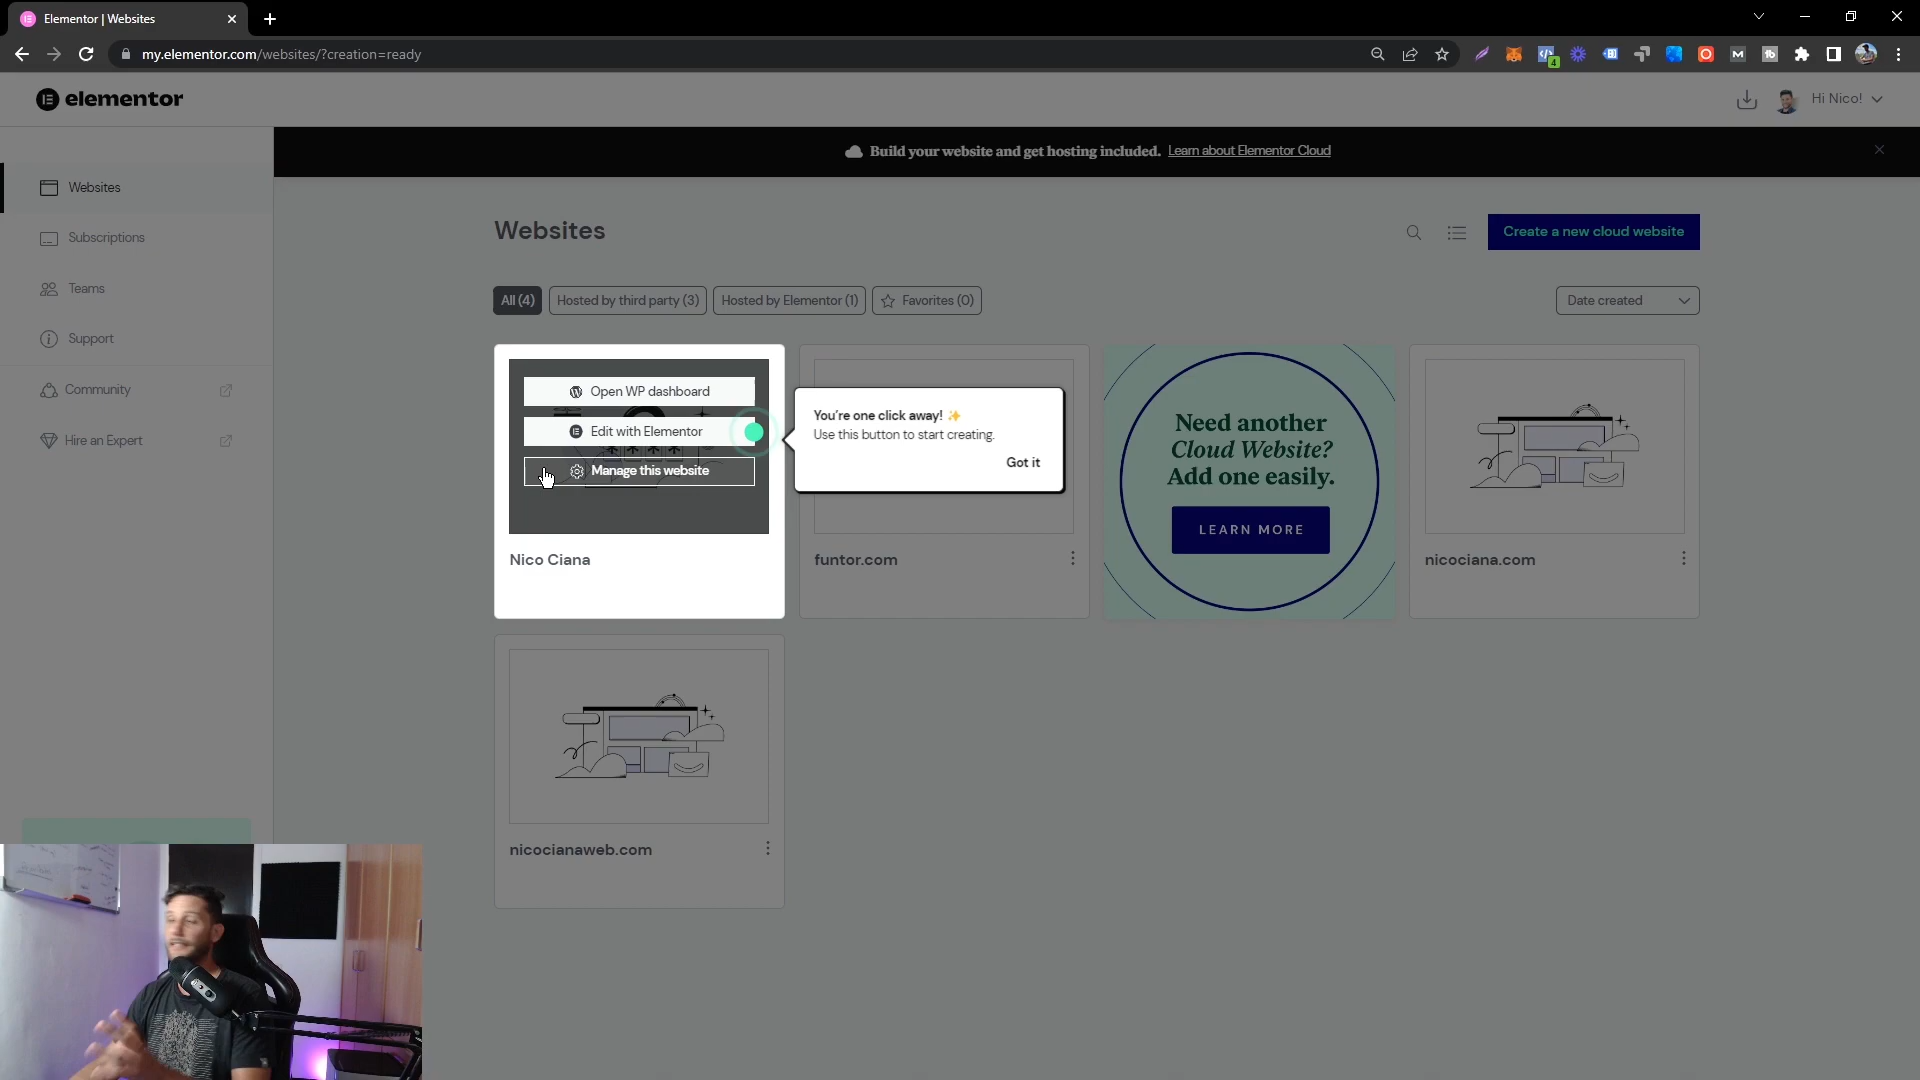 Elementor | Websites
my.elementor.com/websites/?creation=ready
4
elementor
Hi Nico!
Build your website and get hosting included. Learn about Elementor Cloud
Websites
Subscriptions
Teams
Support
Community
Hire an Expert
Websites
Create a new cloud website
All (4)
Hosted by third party (3)
Hosted by Elementor (1)
Favorites (0)
Date created
Open WP dashboard
Edit with Elementor
Manage this website
Nico Ciana
You're one click away! ✨
Use this button to start creating.
Got it
funtor.com
Need another
Cloud Website?
Add one easily.
LEARN MORE
nicociana.com
nicocianaweb.com